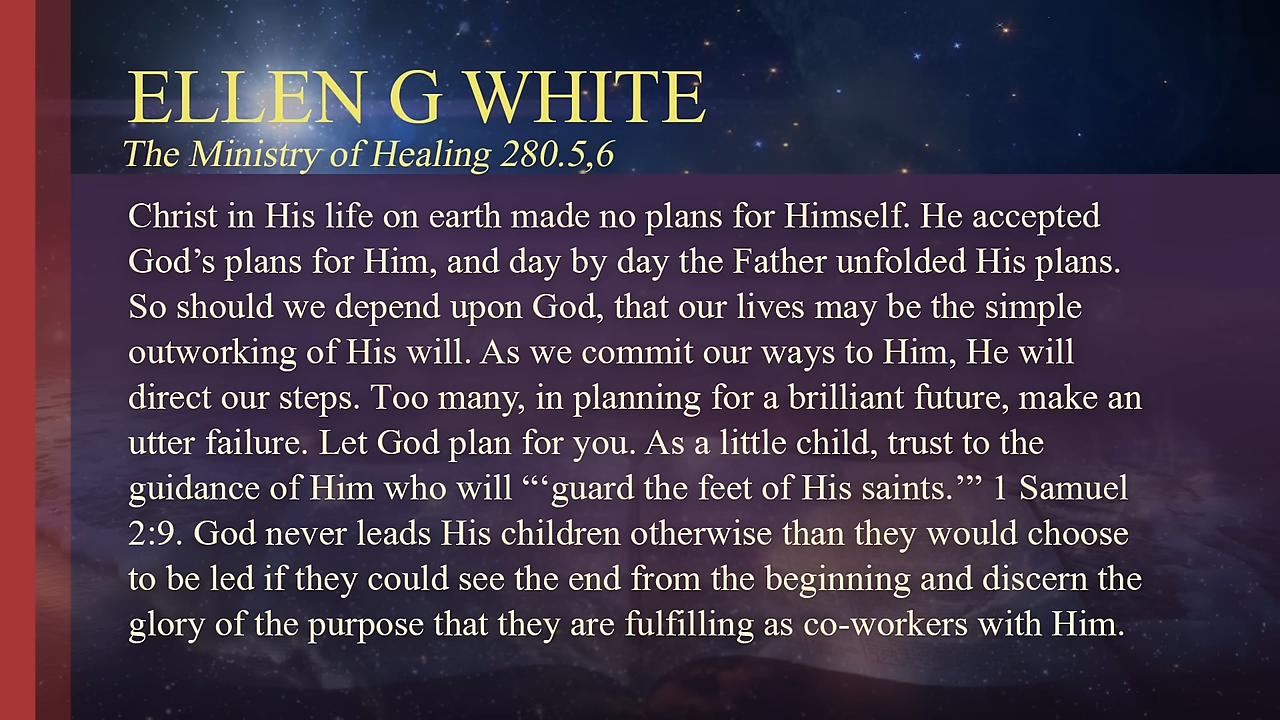 ELLEN G WHITE
The Ministry of Healing 280.5,6
Christ in His life on earth made no plans for Himself. He accepted
God’s plans for Him, and day by day the Father unfolded His plans.
So should we depend upon God, that our lives may be the simple
outworking of His will. As we commit our ways to Him, He will
direct our steps. Too many, in planning for a brilliant future, make an
utter failure. Let God plan for you. As a little child, trust to the
guidance of Him who will “‘guard the feet of His saints.’” 1 Samuel
2:9. God never leads His children otherwise than they would choose
to be led if they could see the end from the beginning and discern the
glory of the purpose that they are fulfilling as co-workers with Him.